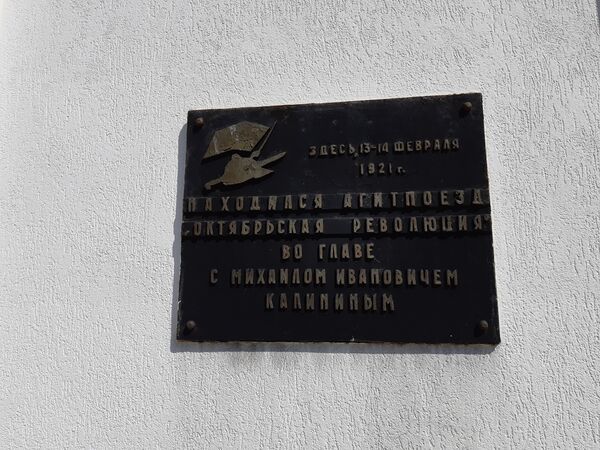 ЗДЕСЬ, 13-14 ФЕВРАЛЯ
1921 г.
НАХОДИЛСЯ АГИТПОЕЗД
"ОКТЯБРЬСКАЯ РЕВОЛЮЦИЯ"
ВО ГЛАВЕ
С МИХАИЛОМ ИВАНОВИЧЕМ
КАЛИНИНЫМ